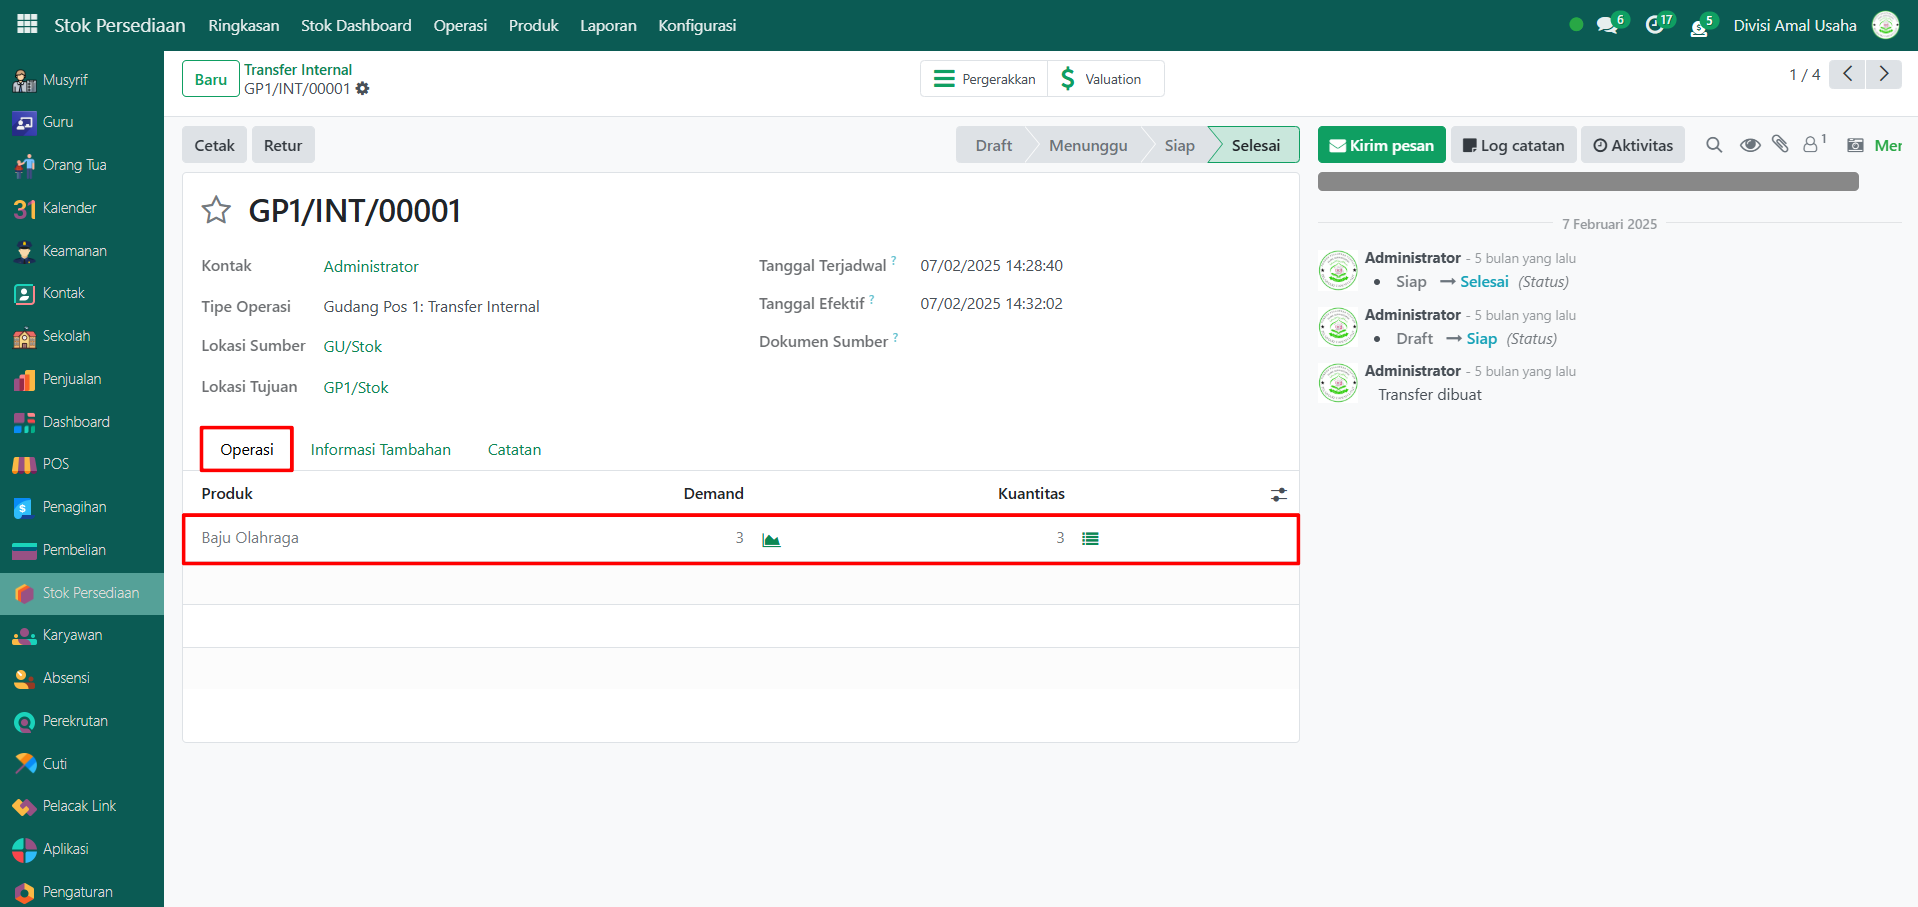 Stok Persediaan Ringkasan Stok Dashboard Operasi Produk Laporan Konfigurasi 6 17 5 Divisi Amal Usaha
Musyrif
Guru
Orang Tua
31 Kalender
Keamanan
Kontak
Sekolah
Penjualan
Dashboard
POS
Penagihan
Pembelian
Stok Persediaan
Karyawan
Absensi
Perekrutan
Cuti
Pelacak Link
Aplikasi
Pengaturan
Baru
Transfer Internal
GP1/INT/00001
Pergerakkan
Valuation
1 / 4
Cetak
Retur
Draft Menunggu Siap Selesai
GP1/INT/00001
Kontak Administrator
Tipe Operasi Gudang Pos 1: Transfer Internal
Lokasi Sumber GU/Stok
Lokasi Tujuan GP1/Stok
Tanggal Terjadwal ? 07/02/2025 14:28:40
Tanggal Efektif ? 07/02/2025 14:32:02
Dokumen Sumber ?
Operasi Informasi Tambahan Catatan
Produk Demand Kuantitas
Baju Olahraga 3 3
Kirim pesan Log catatan Aktivitas 1 Mer
7 Februari 2025
Administrator - 5 bulan yang lalu
• Siap → Selesai (Status)
Administrator - 5 bulan yang lalu
• Draft → Siap (Status)
Administrator - 5 bulan yang lalu
Transfer dibuat